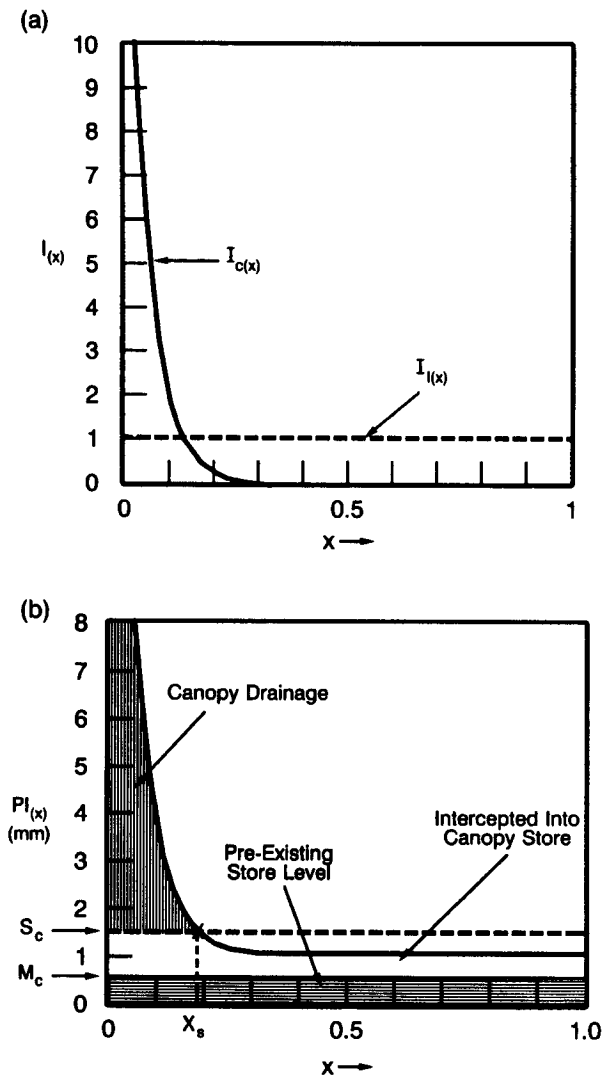 (a)
10
9
8
7
6
5
4
3
2
1
0
I(x)
Ic(x)
Il(x)
0
0.5
1
x
(b)
8
7
6
5
4
3
2
1
0
PI(x)
(mm)
Sc
Mc
Canopy Drainage
Intercepted Into
Canopy Store
Pre-Existing
Store Level
0
Xs
0.5
1.0
x